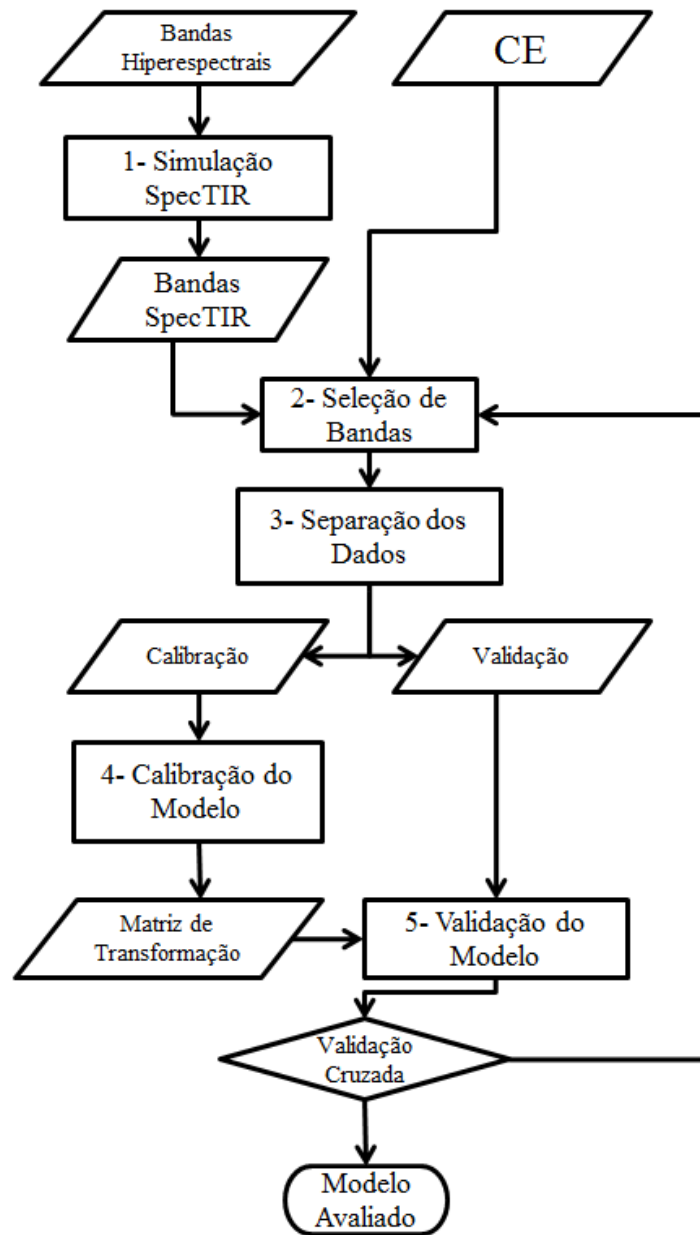 Bandas
Hiperespectrais
CE
1- Simulação
SpecTIR
Bandas
SpecTIR
2- Seleção de
Bandas
3- Separação dos
Dados
Calibração
Validação
4- Calibração do
Modelo
Matriz de
Transformação
5- Validação do
Modelo
Validação
Cruzada
Modelo
Avaliado